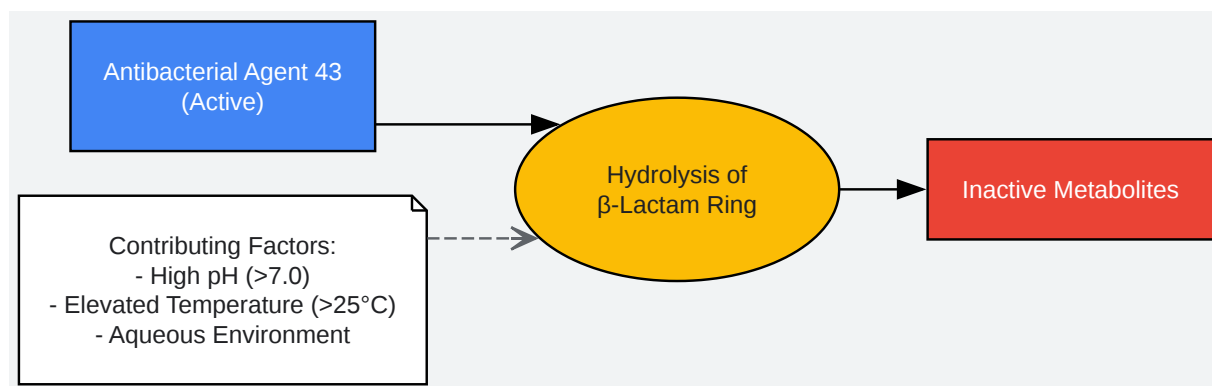 Antibacterial Agent 43
(Active)
Hydrolysis of
β-Lactam Ring
Inactive Metabolites
Contributing Factors:
- High pH (>7.0)
- Elevated Temperature (>25°C)
- Aqueous Environment